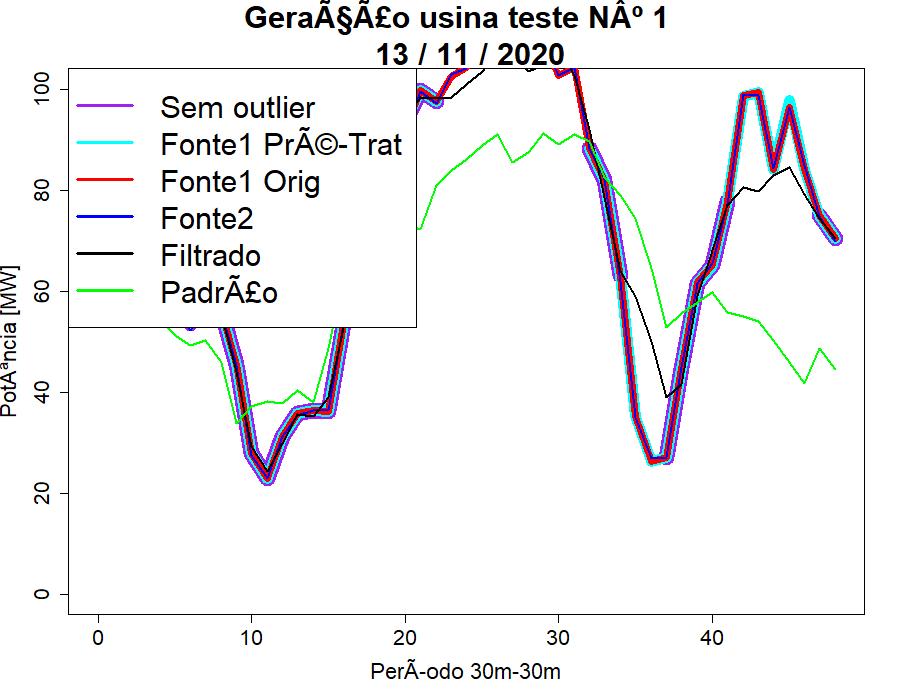 GeraÃ§Ã£o usina teste NÂº 1
13 / 11 / 2020
Sem outlier
Fonte1 PrÃ©-Trat
Fonte1 Orig
Fonte2
Filtrado
PadrÃ£o
PotÃªncia [MW]
100
80
60
40
20
0
0
10
20
30
40
PerÃ­-odo 30m-30m